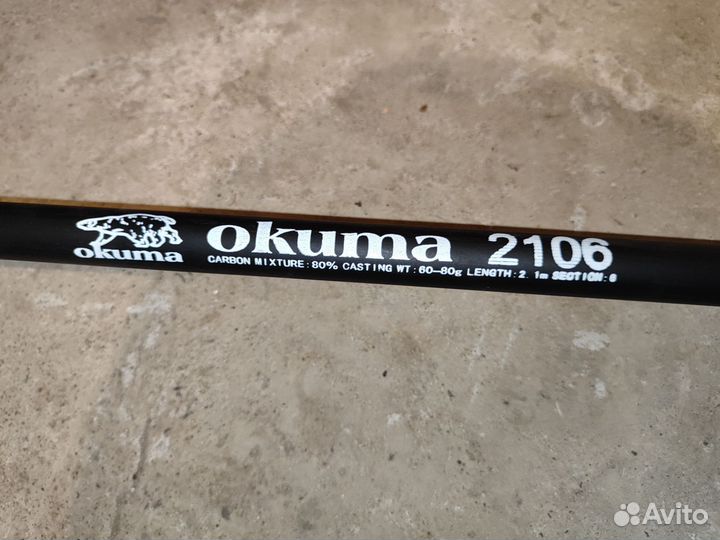 okuma
okuma 2106
CARBON MIXTURE:80% CASTING WT:60-80g LENGTH:2.1m SECTION:6
Avito